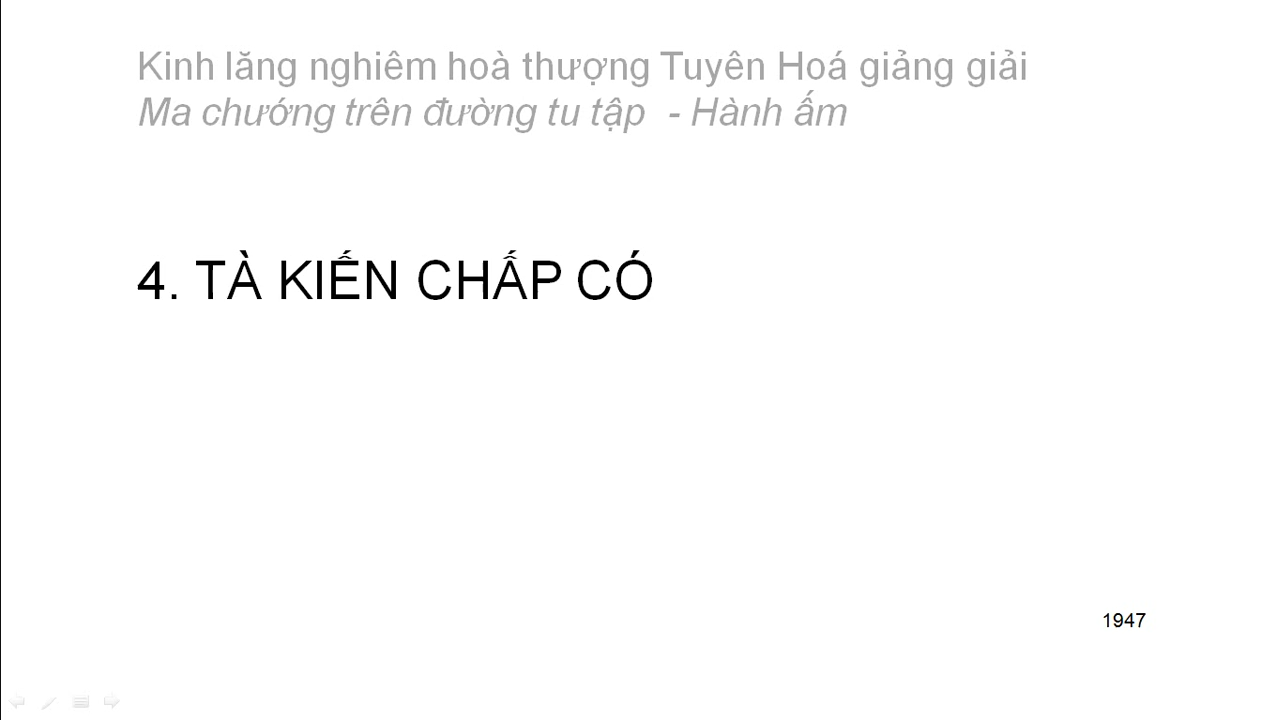 Kinh lăng nghiêm hoà thượng Tuyên Hoá giảng giải
Ma chướng trên đường tu tập - Hành ấm
4. TÀ KIẾN CHẤP CÓ
1947